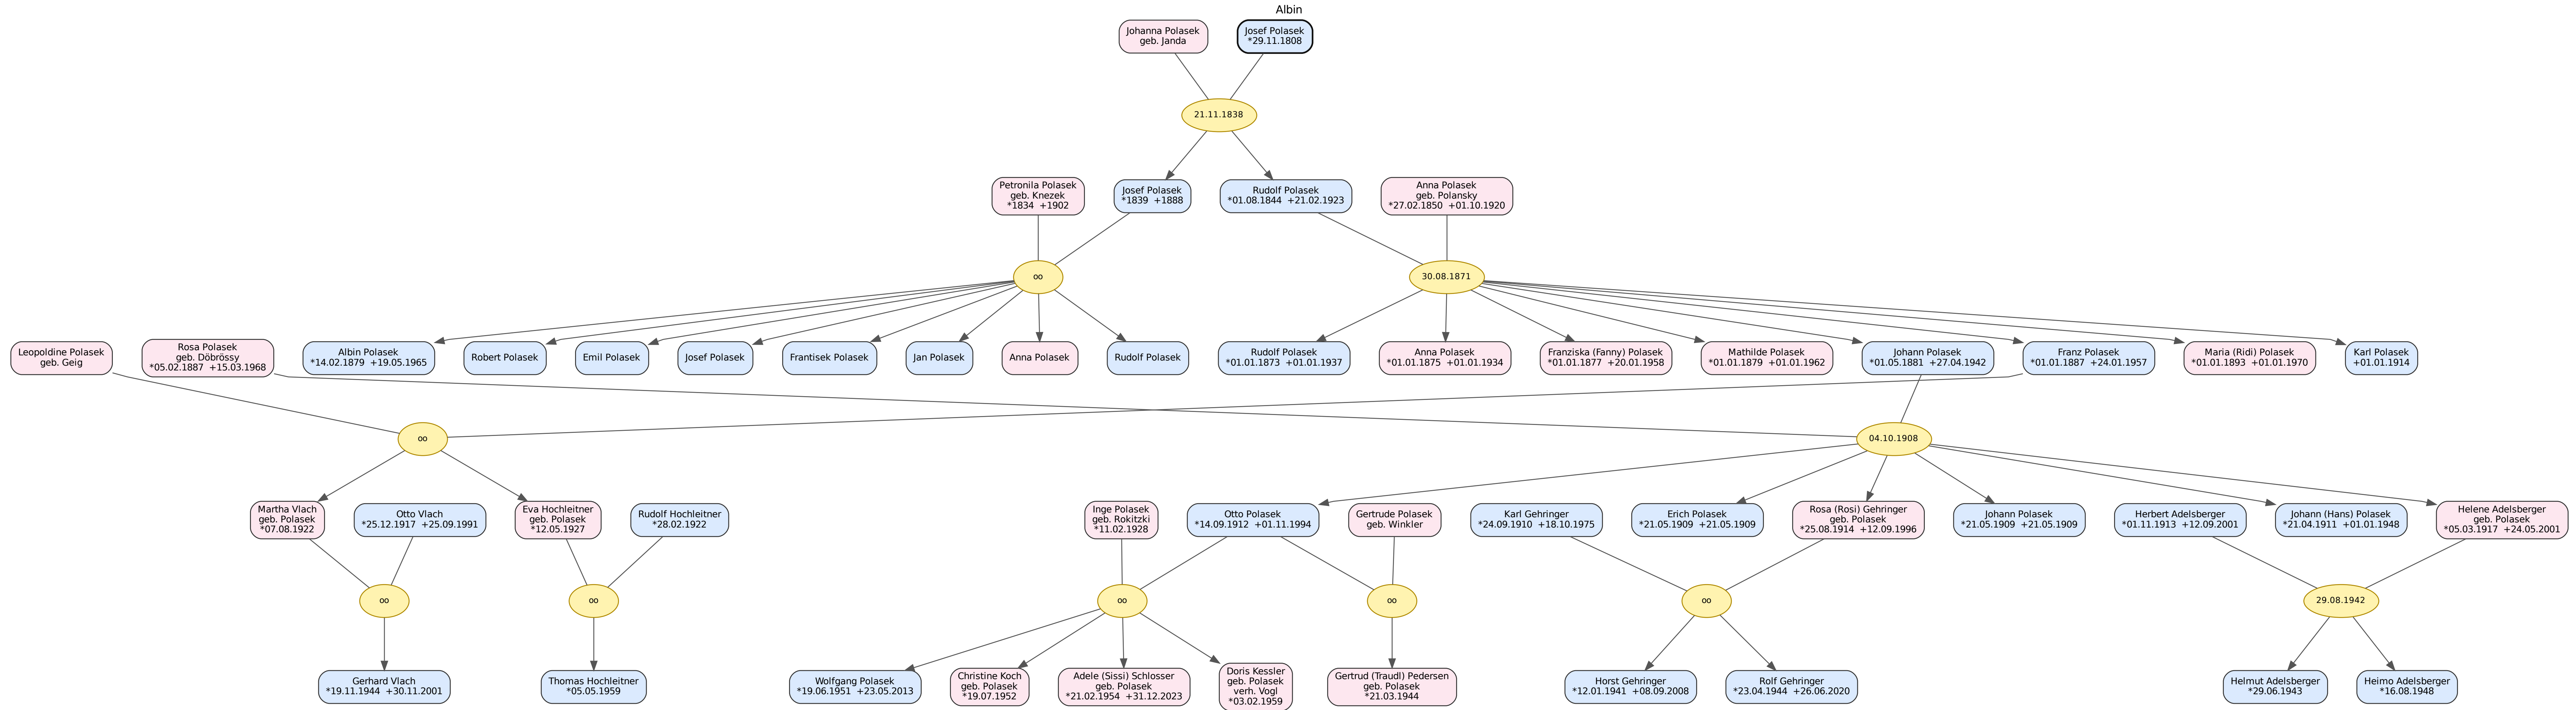 Albin
Johanna Polasek
geb. Janda
Josef Polasek
*29.11.1808
21.11.1838
Petronila Polasek
geb. Knezek
*1834 +1902
Josef Polasek
*1839 +1888
Rudolf Polasek
*01.08.1844 +21.02.1923
Anna Polasek
geb. Polansky
*27.02.1850 +01.10.1920
oo
30.08.1871
Leopoldine Polasek
geb. Geig
Rosa Polasek
geb. Döbrössy
*05.02.1887 +15.03.1968
Albin Polasek
*14.02.1879 +19.05.1965
Robert Polasek
Emil Polasek
Josef Polasek
Frantisek Polasek
Jan Polasek
Anna Polasek
Rudolf Polasek
Rudolf Polasek
*01.01.1873 +01.01.1937
Anna Polasek
*01.01.1875 +01.01.1934
Franziska (Fanny) Polasek
*01.01.1877 +20.01.1958
Mathilde Polasek
*01.01.1879 +01.01.1962
Johann Polasek
*01.05.1881 +27.04.1942
Franz Polasek
*01.01.1887 +24.01.1957
Maria (Ridi) Polasek
*01.01.1893 +01.01.1970
Karl Polasek
+01.01.1914
oo
04.10.1908
Martha Vlach
geb. Polasek
*07.08.1922
Otto Vlach
*25.12.1917 +25.09.1991
Eva Hochleitner
geb. Polasek
*12.05.1927
Rudolf Hochleitner
*28.02.1922
Inge Polasek
geb. Rokitzki
*11.02.1928
Otto Polasek
*14.09.1912 +01.11.1994
Gertrude Polasek
geb. Winkler
Karl Gehringer
*24.09.1910 +18.10.1975
Erich Polasek
*21.05.1909 +21.05.1909
Rosa (Rosi) Gehringer
geb. Polasek
*25.08.1914 +12.09.1996
Johann Polasek
*21.05.1909 +21.05.1909
Herbert Adelsberger
*01.11.1913 +12.09.2001
Johann (Hans) Polasek
*21.04.1911 +01.01.1948
Helene Adelsberger
geb. Polasek
*05.03.1917 +24.05.2001
oo
oo
oo
oo
oo
29.08.1942
Gerhard Vlach
*19.11.1944 +30.11.2001
Thomas Hochleitner
*05.05.1959
Wolfgang Polasek
*19.06.1951 +23.05.2013
Christine Koch
geb. Polasek
*19.07.1952
Adele (Sissi) Schlosser
geb. Polasek
*21.02.1954 +31.12.2023
Doris Kessler
geb. Polasek
verh. Vogl
*03.02.1959
Gertrud (Traudl) Pedersen
geb. Polasek
*21.03.1944
Horst Gehringer
*12.01.1941 +08.09.2008
Rolf Gehringer
*23.04.1944 +26.06.2020
Helmut Adelsberger
*29.06.1943
Heimo Adelsberger
*16.08.1948